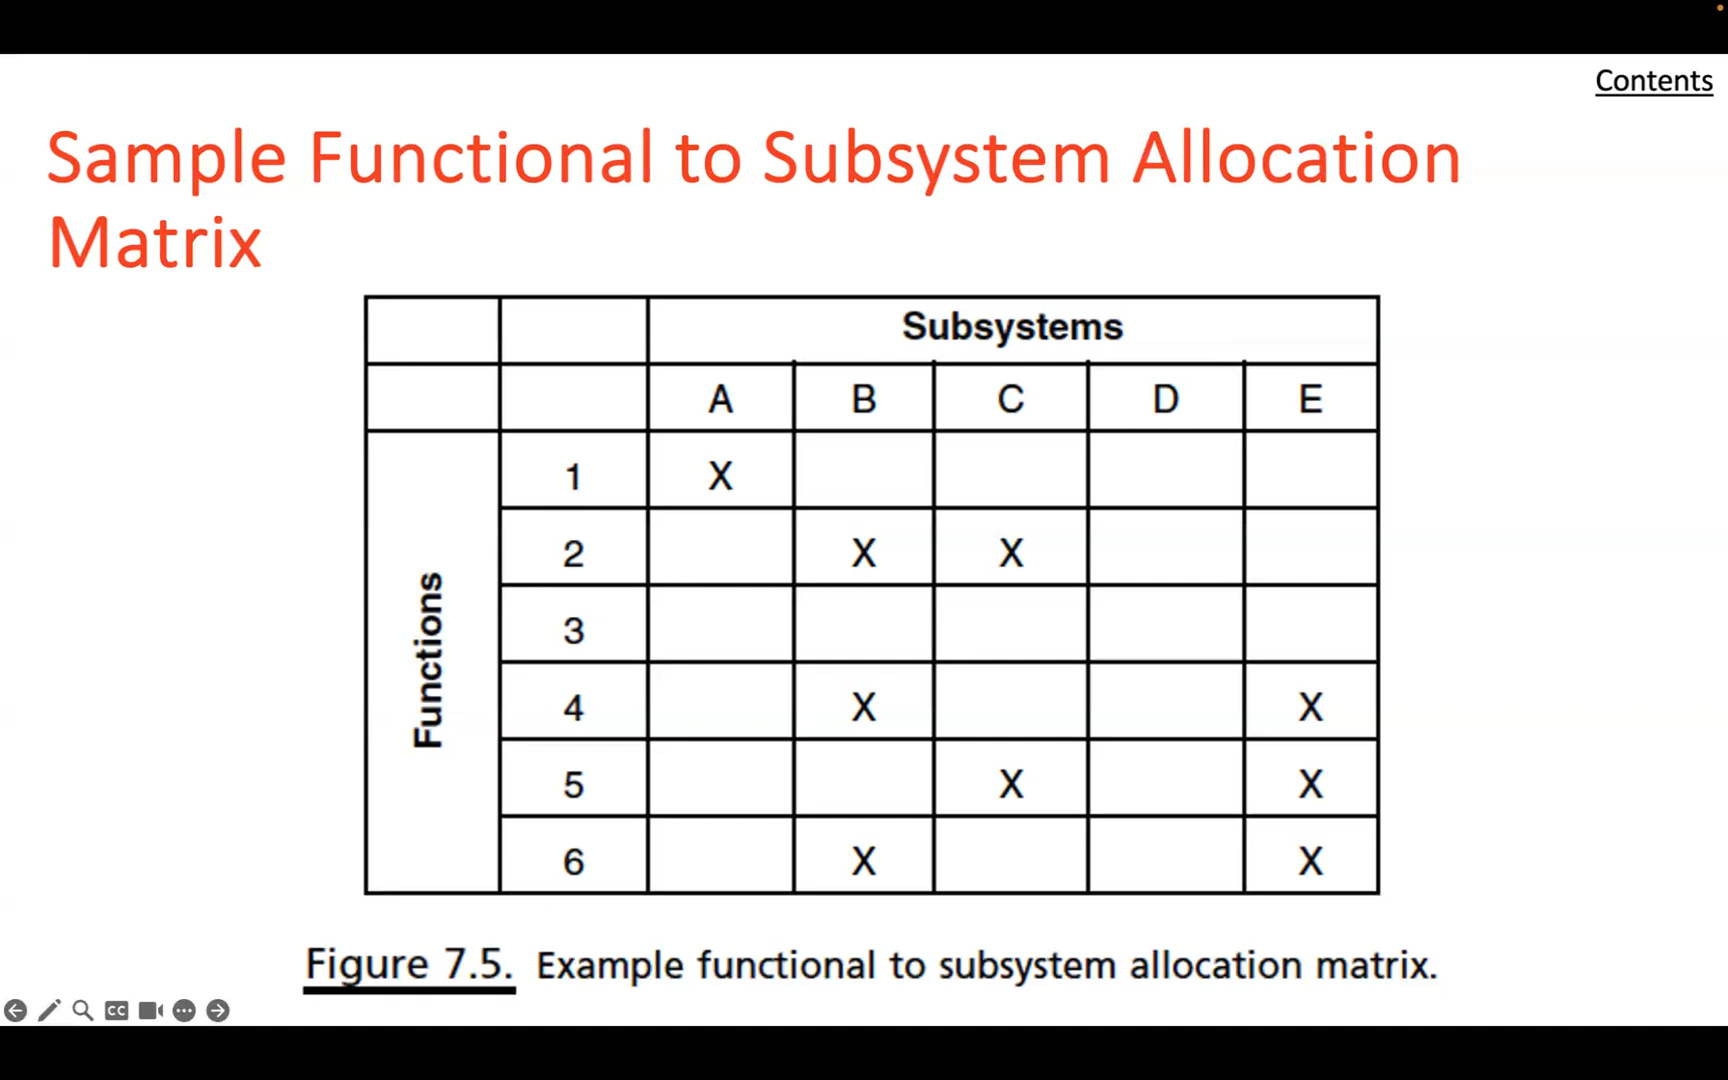 Contents
Sample Functional to Subsystem Allocation
Matrix
Subsystems
A B C D E
Functions
1 X
2 X X
3
4 X X
5 X X
6 X X
Figure 7.5. Example functional to subsystem allocation matrix.
CC